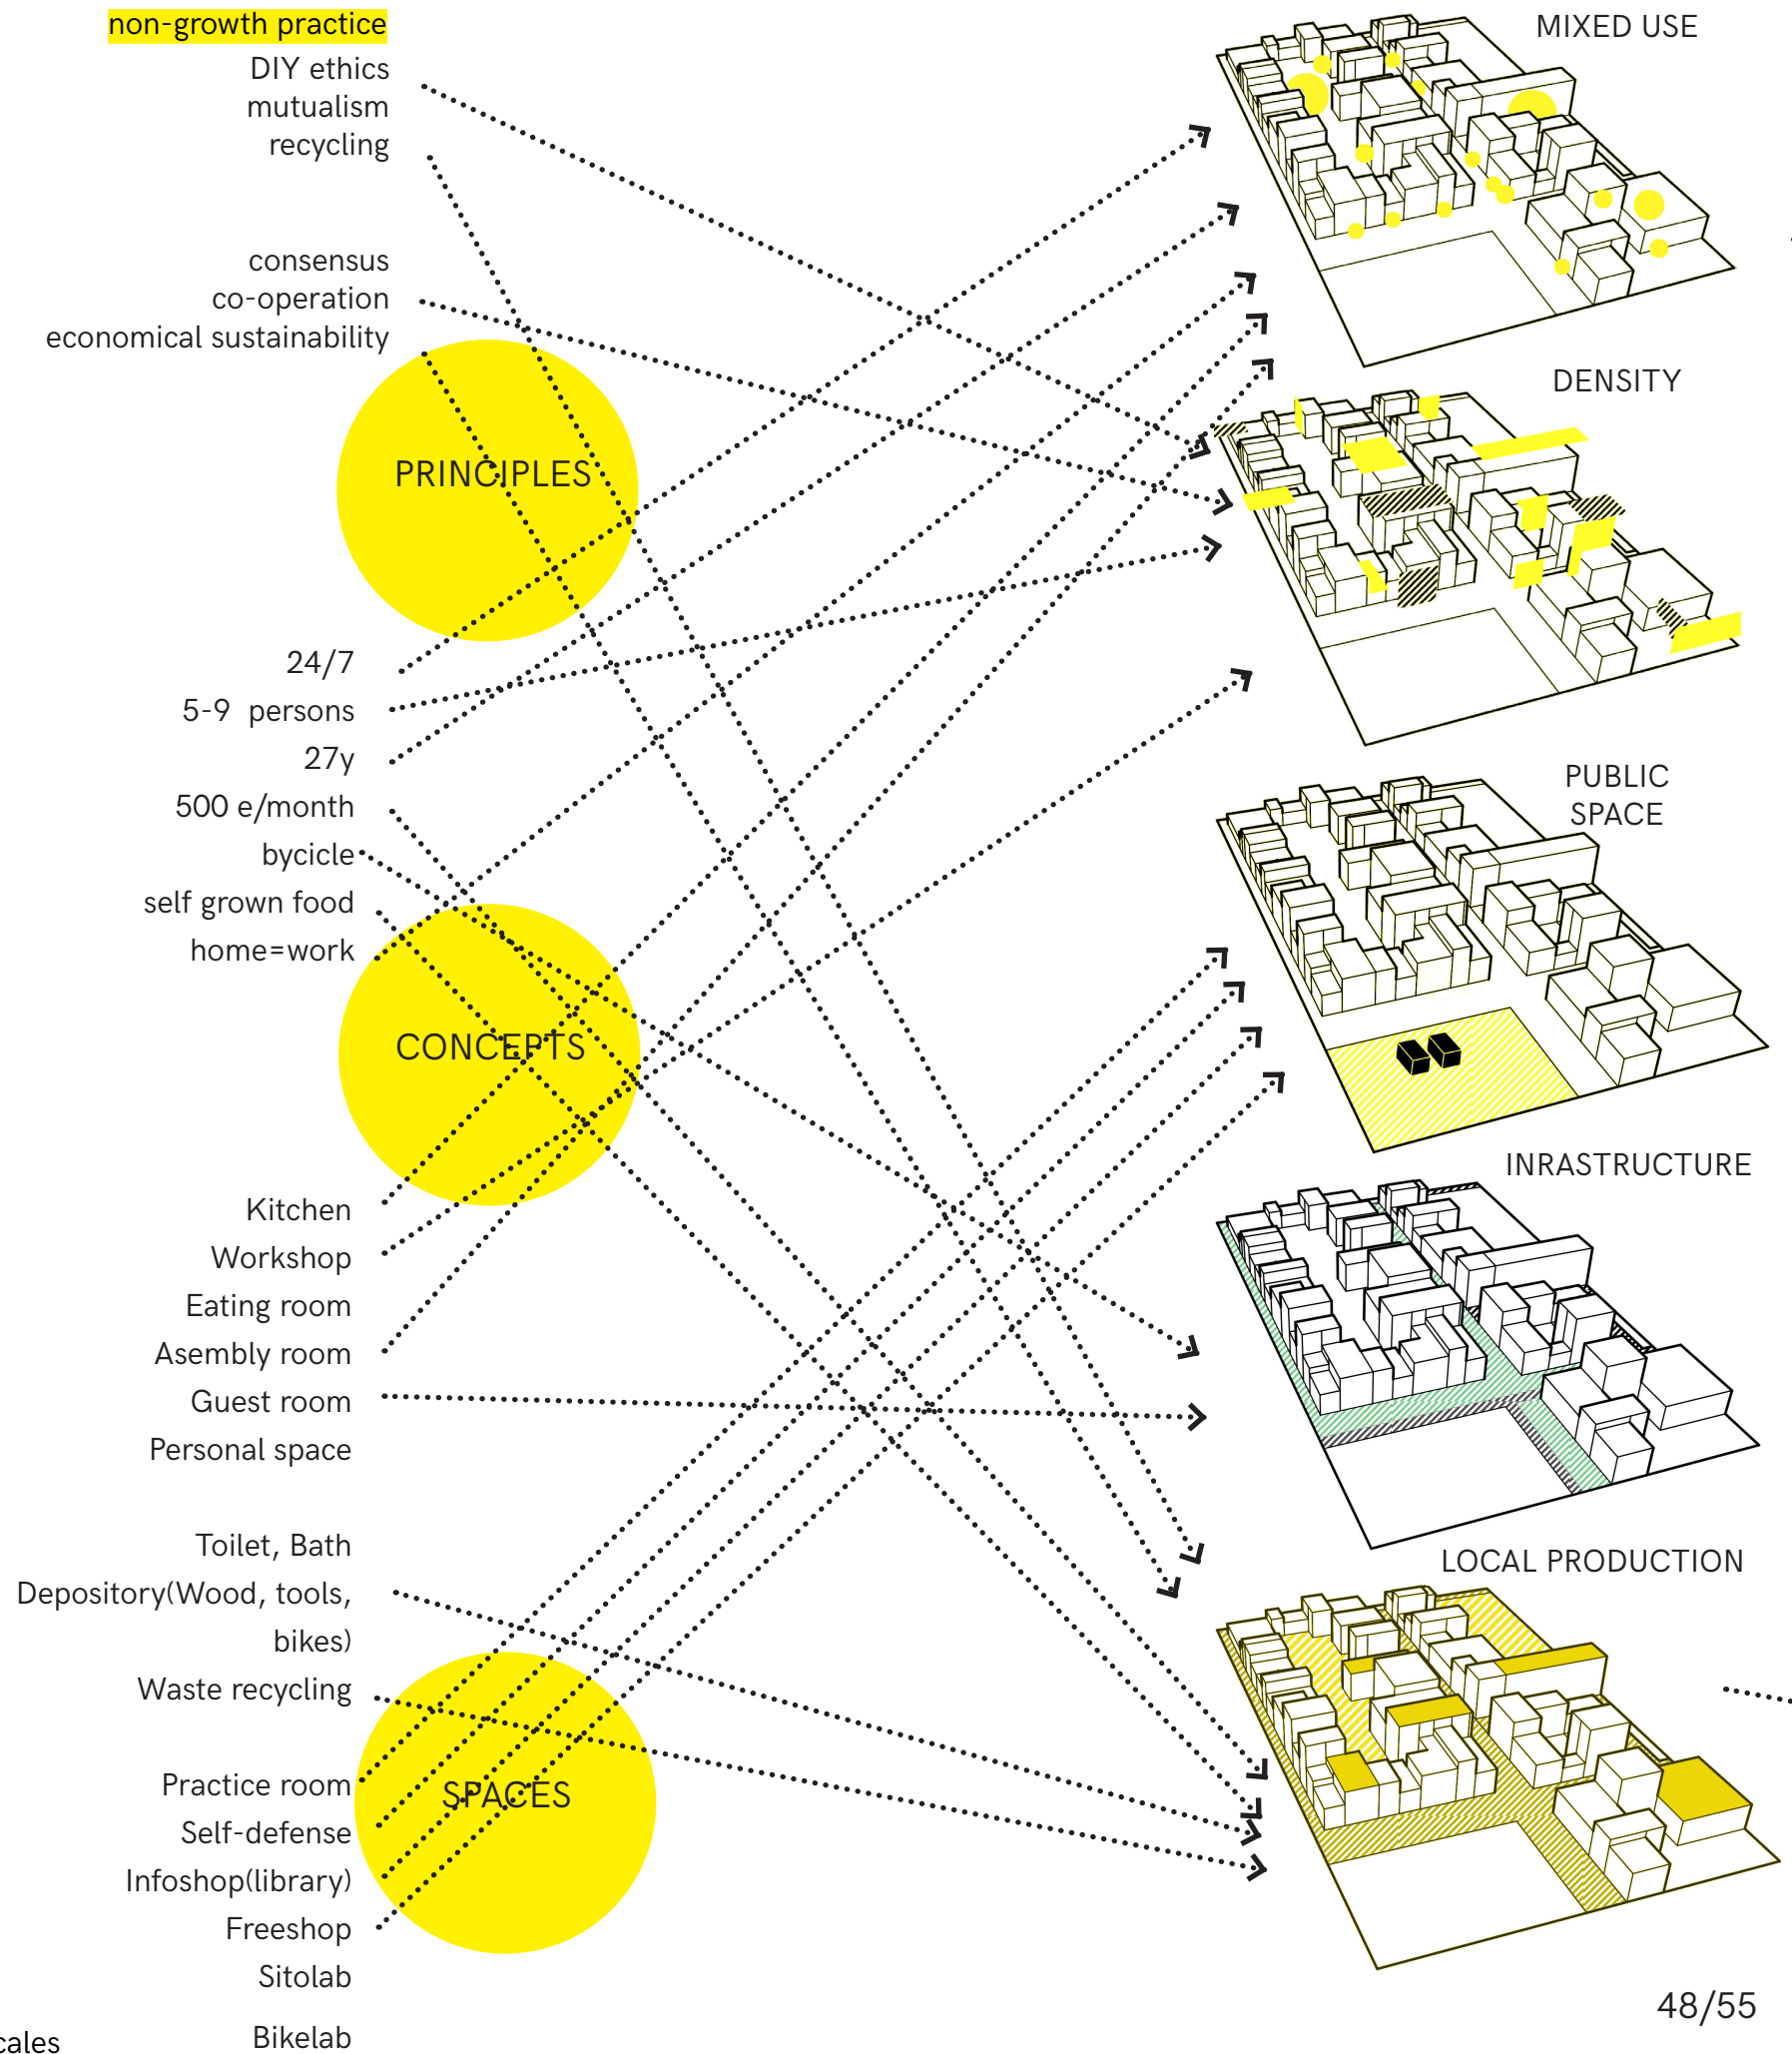 non-growth practice
DIY ethics
mutualism
recycling
consensus
co-operation
economical sustainability
PRINCIPLES
24/7
5-9 persons
27y
500 e/month
bycicle
self grown food
home=work
CONCEPTS
Kitchen
Workshop
Eating room
Asembly room
Guest room
Personal space
Toilet, Bath
Depository(Wood, tools,
bikes)
Waste recycling
Practice room
Self-defense
Infoshop(library)
Freeshop
Sitolab
Bikelab
SPACES
cales
MIXED USE
DENSITY
PUBLIC
SPACE
INRASTRUCTURE
LOCAL PRODUCTION
48/55